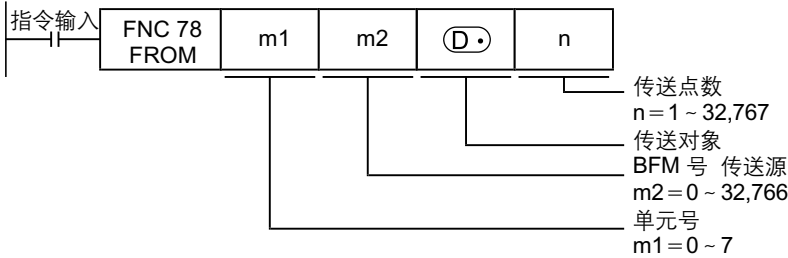 指令输入
FNC 78
FROM
m1
m2
D·
n
传送点数
n=1~32,767
传送对象
BFM 号 传送源
m2=0~32,766
单元号
m1=0~7